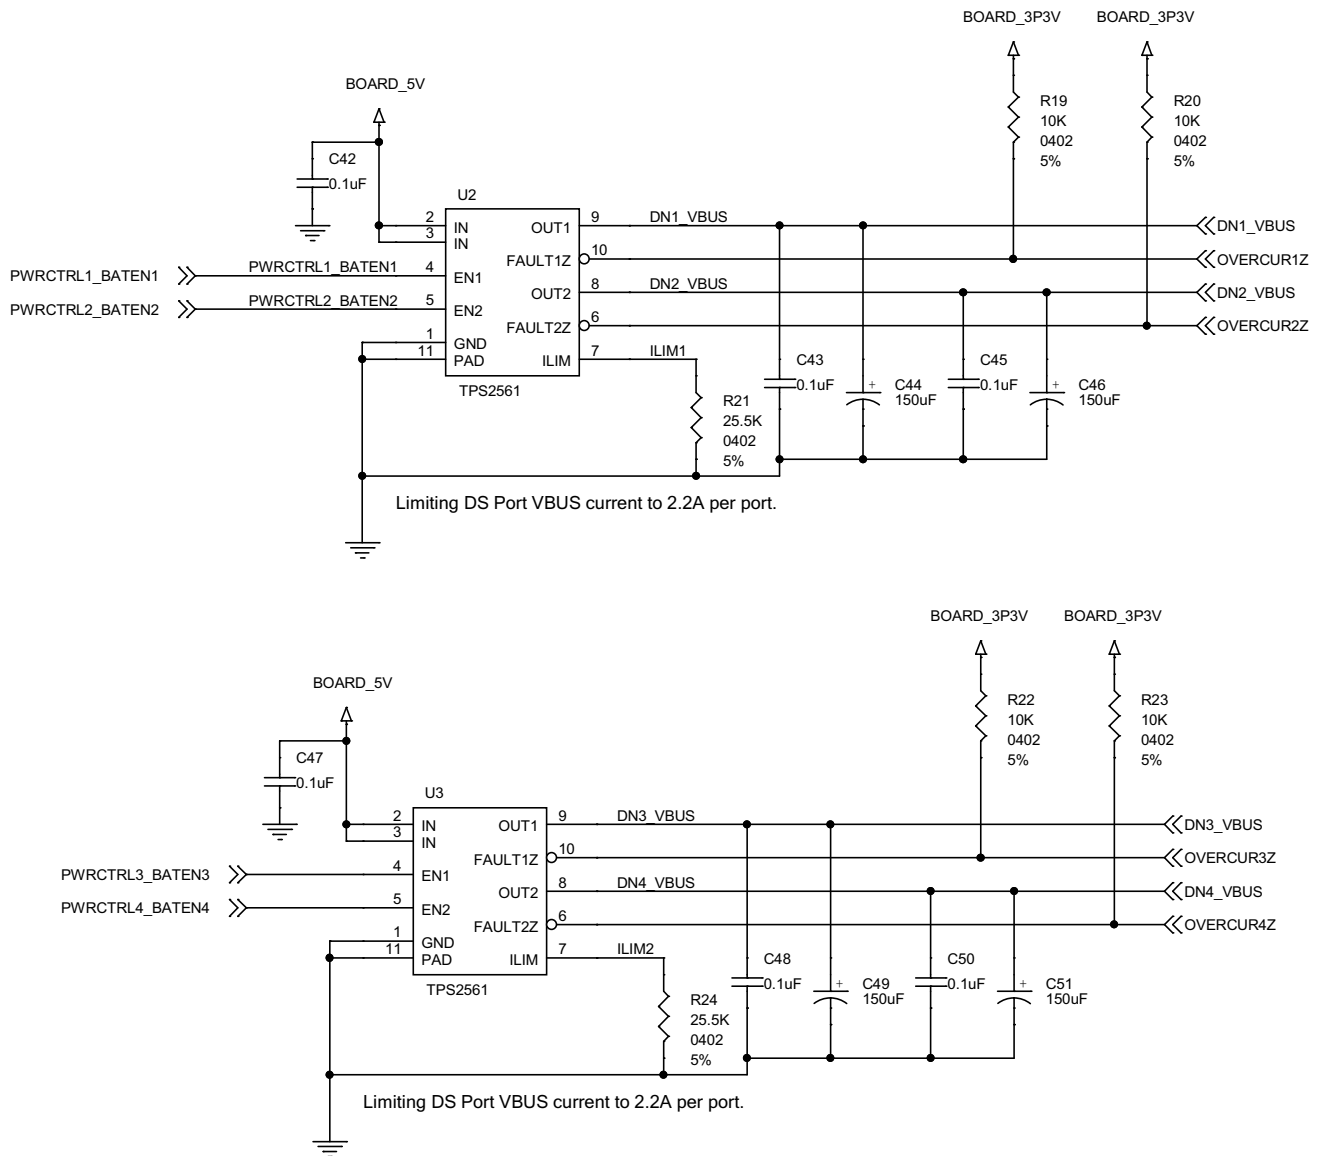 BOARD_3P3V BOARD_3P3V
BOARD_5V
R19
10K
0402
5%
R20
10K
0402
5%
C42
0.1uF
U2
2 IN
3 IN
OUT1 9 DN1_VBUS
DN1_VBUS
PWRCTRL1_BATEN1
PWRCTRL1_BATEN1
4 EN1
FAULT1Z 10
OVERCUR1Z
PWRCTRL2_BATEN2
PWRCTRL2_BATEN2
5 EN2
OUT2 8 DN2_VBUS
DN2_VBUS
FAULT2Z 6
OVERCUR2Z
1 GND
11 PAD
ILIM 7 ILIM1
TPS2561
R21
25.5K
0402
5%
C43
0.1uF
C44
+
150uF
C45
0.1uF
C46
+
150uF
Limiting DS Port VBUS current to 2.2A per port.
BOARD_3P3V BOARD_3P3V
BOARD_5V
R22
10K
0402
5%
R23
10K
0402
5%
C47
0.1uF
U3
2 IN
3 IN
OUT1 9 DN3_VBUS
DN3_VBUS
PWRCTRL3_BATEN3
4 EN1
FAULT1Z 10
OVERCUR3Z
PWRCTRL4_BATEN4
5 EN2
OUT2 8 DN4_VBUS
DN4_VBUS
FAULT2Z 6
OVERCUR4Z
1 GND
11 PAD
ILIM 7 ILIM2
TPS2561
R24
25.5K
0402
5%
C48
0.1uF
C49
+
150uF
C50
0.1uF
C51
+
150uF
Limiting DS Port VBUS current to 2.2A per port.